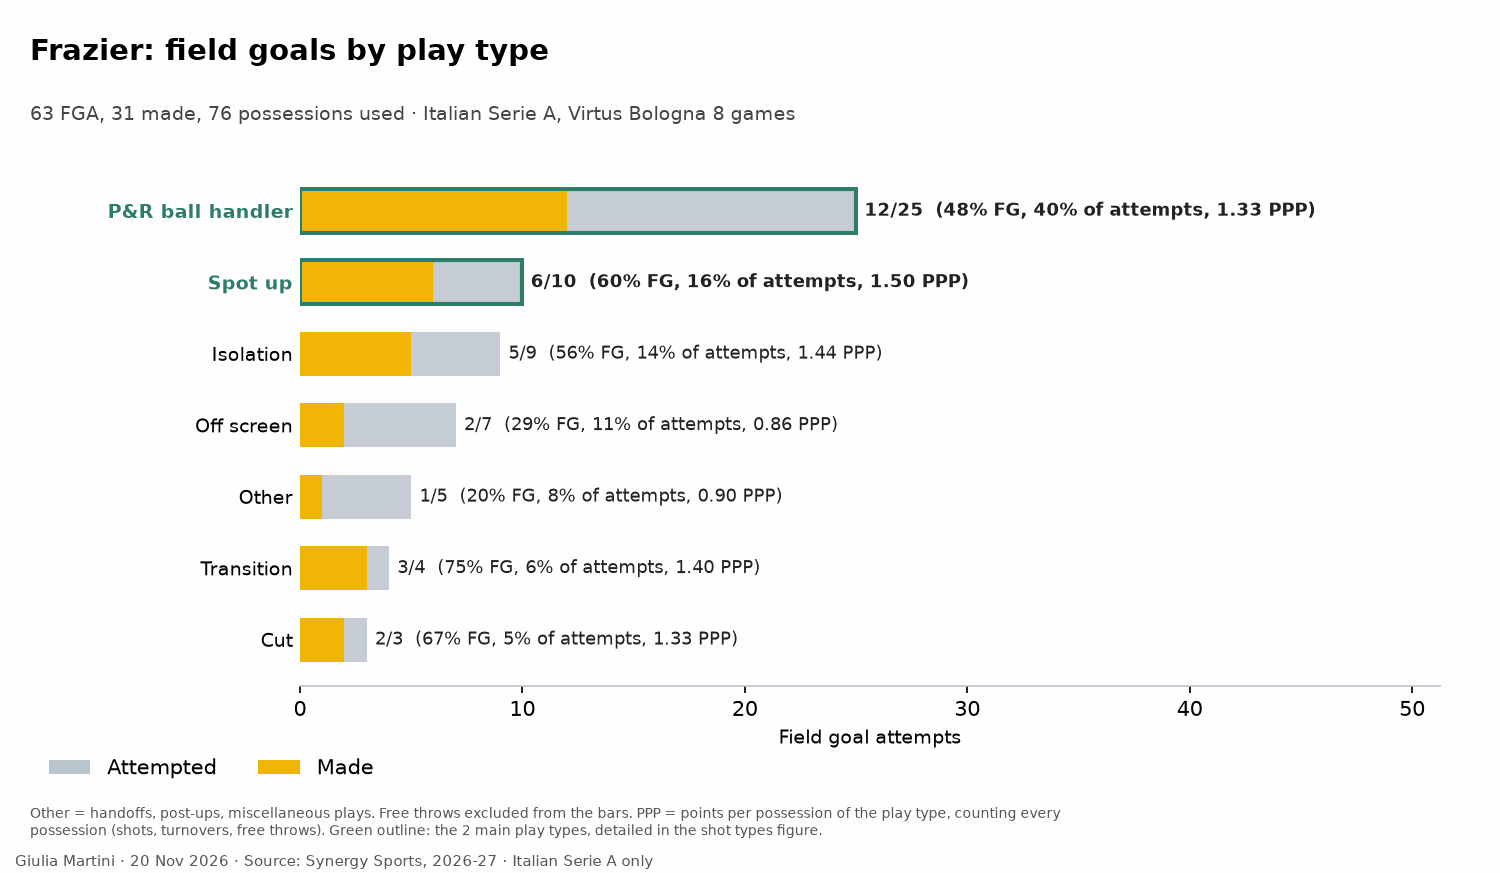 Frazier: field goals by play type
63 FGA, 31 made, 76 possessions used · Italian Serie A, Virtus Bologna 8 games
P&R ball handler 12/25 (48% FG, 40% of attempts, 1.33 PPP)
Spot up 6/10 (60% FG, 16% of attempts, 1.50 PPP)
Isolation 5/9 (56% FG, 14% of attempts, 1.44 PPP)
Off screen 2/7 (29% FG, 11% of attempts, 0.86 PPP)
Other 1/5 (20% FG, 8% of attempts, 0.90 PPP)
Transition 3/4 (75% FG, 6% of attempts, 1.40 PPP)
Cut 2/3 (67% FG, 5% of attempts, 1.33 PPP)
0 10 20 30 40 50
Field goal attempts
Attempted Made
Other = handoffs, post-ups, miscellaneous plays. Free throws excluded from the bars. PPP = points per possession of the play type, counting every
possession (shots, turnovers, free throws). Green outline: the 2 main play types, detailed in the shot types figure.
Giulia Martini · 20 Nov 2026 · Source: Synergy Sports, 2026-27 · Italian Serie A only